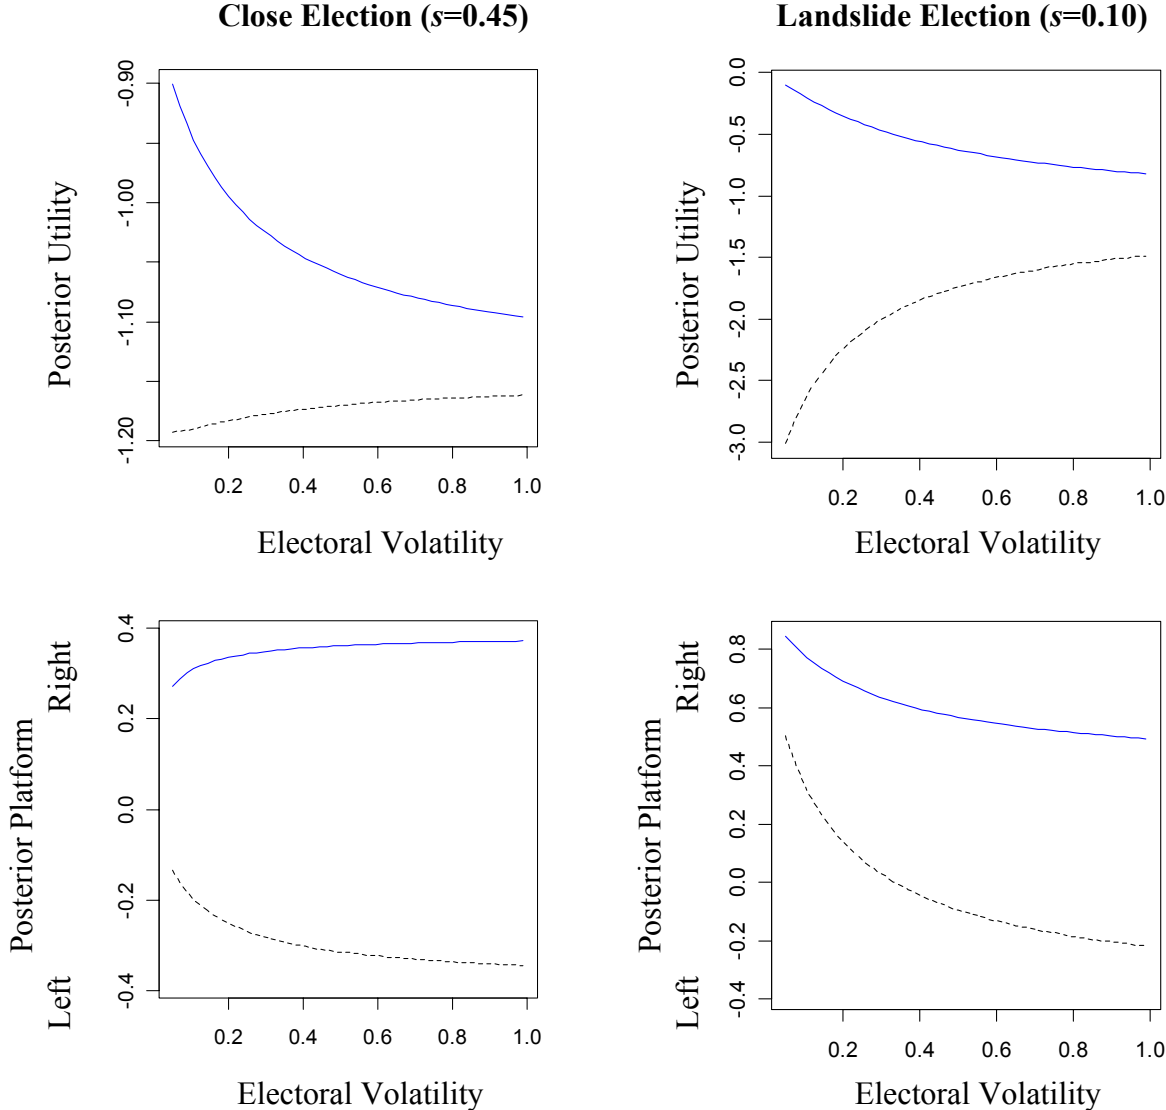 Close Election (s=0.45)
Landslide Election (s=0.10)
Posterior Utility
-0.90
-1.00
-1.10
-1.20
0.2 0.4 0.6 0.8 1.0
Electoral Volatility
Posterior Utility
0.0
-0.5
-1.0
-1.5
-2.0
-2.5
-3.0
0.2 0.4 0.6 0.8 1.0
Electoral Volatility
Posterior Platform
Left Right
0.4
0.2
0.0
-0.2
-0.4
0.2 0.4 0.6 0.8 1.0
Electoral Volatility
Posterior Platform
Left Right
0.8
0.6
0.4
0.2
0.0
-0.2
-0.4
0.2 0.4 0.6 0.8 1.0
Electoral Volatility